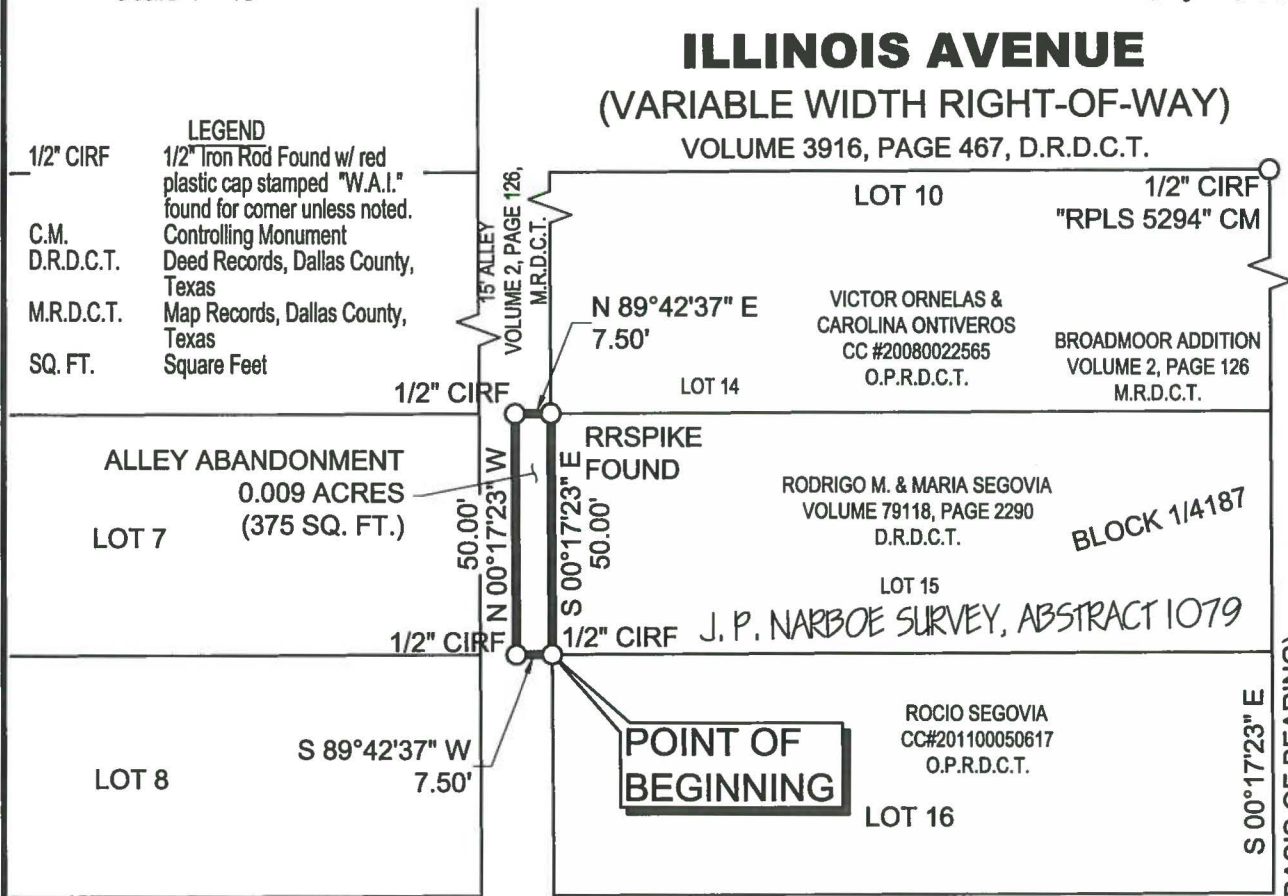 ILLINOIS AVENUE
(VARIABLE WIDTH RIGHT-OF-WAY)
VOLUME 3916, PAGE 467, D.R.D.C.T.
LEGEND
1/2" CIRF 1/2" Iron Rod Found w/ red
plastic cap stamped "W.A.I."
found for corner unless noted.
C.M. Controlling Monument
D.R.D.C.T. Deed Records, Dallas County,
Texas
M.R.D.C.T. Map Records, Dallas County,
Texas
SQ. FT. Square Feet
15' ALLEY
VOLUME 2, PAGE 126,
M.R.D.C.T.
LOT 10
1/2" CIRF
"RPLS 5294" CM
N 89°42'37" E
7.50'
VICTOR ORNELAS &
CAROLINA ONTIVEROS
CC #20080022565
O.P.R.D.C.T.
BROADMOOR ADDITION
VOLUME 2, PAGE 126
M.R.D.C.T.
LOT 14
1/2" CIRF
RRSPIKE
FOUND
ALLEY ABANDONMENT
0.009 ACRES
(375 SQ. FT.)
LOT 7
50.00'
N 00°17'23" W
S 00°17'23" E
50.00'
RODRIGO M. & MARIA SEGOVIA
VOLUME 79118, PAGE 2290
D.R.D.C.T.
BLOCK 1/4187
LOT 15
J. P. NARBOE SURVEY, ABSTRACT 1079
1/2" CIRF
1/2" CIRF
S 89°42'37" W
7.50'
LOT 8
POINT OF
BEGINNING
ROCIO SEGOVIA
CC#201100050617
O.P.R.D.C.T.
LOT 16
S 00°17'23" E